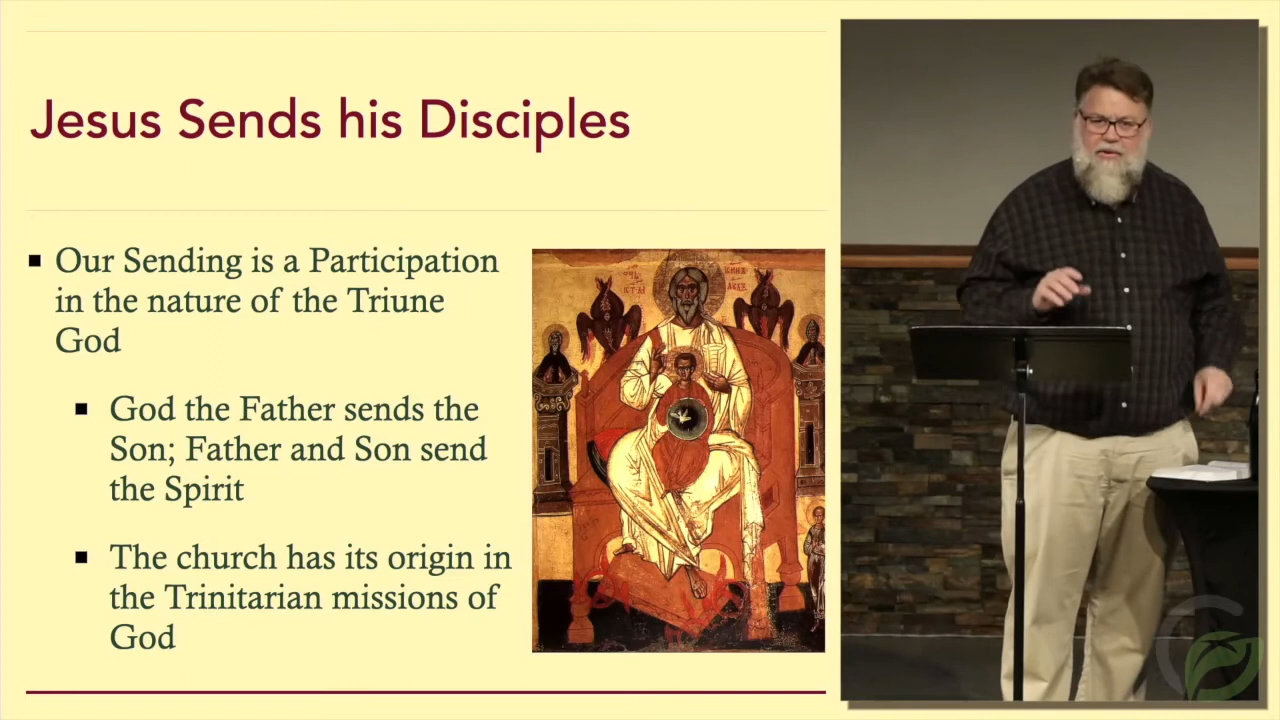 Jesus Sends his Disciples
Our Sending is a Participation
in the nature of the Triune
God
God the Father sends the
Son; Father and Son send
the Spirit
The church has its origin in
the Trinitarian missions of
God